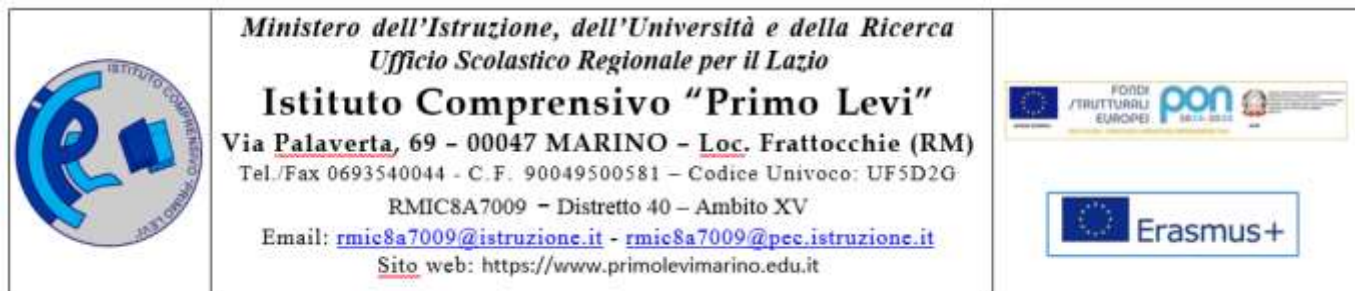 ISTITUTO COMPRENSIVO "PRIMO LEVI"
Ministero dell'Istruzione, dell'Università e della Ricerca
Ufficio Scolastico Regionale per il Lazio
Istituto Comprensivo "Primo Levi"
Via Palaverta, 69 – 00047 MARINO – Loc. Frattocchie (RM)
Tel./Fax 0693540044 - C.F. 90049500581 – Codice Univoco: UF5D2G
RMIC8A7009 – Distretto 40 – Ambito XV
Email: rmic8a7009@istruzione.it - rmic8a7009@pec.istruzione.it
Sito web: https://www.primolevimarino.edu.it
FONDI
STRUTTURALI
EUROPEI
pon
Erasmus+